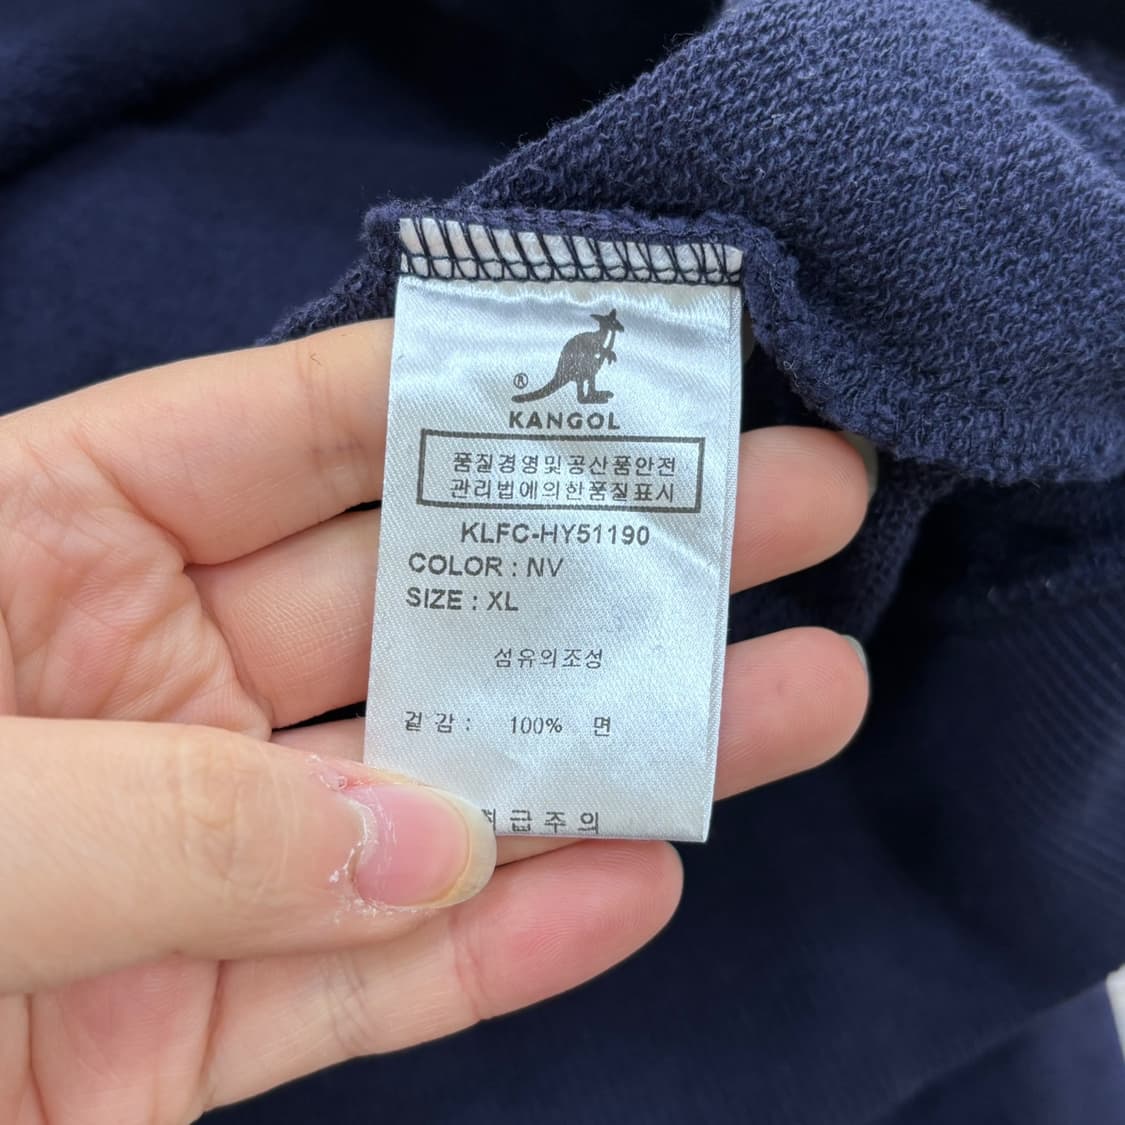 ®
KANGOL
품질경영및공산품안전
관리법에의한품질표시
KLFC-HY51190
COLOR : NV
SIZE : XL
섬유의조성
겉감 : 100% 면
급주의